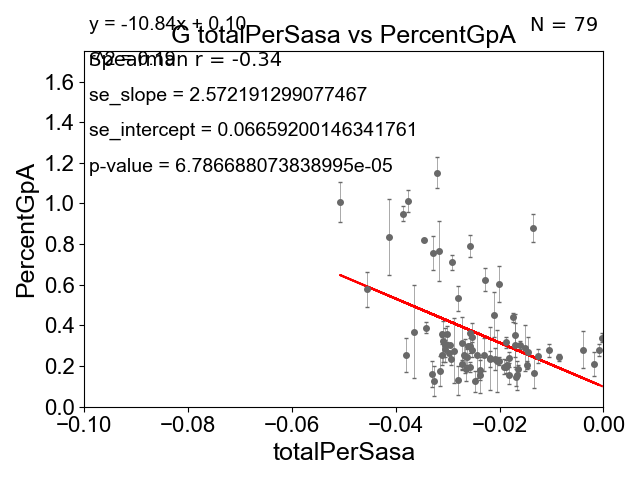 y = -10.84x + 0.10
G totalPerSasa vs PercentGpA
N = 79
Spearman r = -0.34
se_slope = 2.572191299077467
se_intercept = 0.06659200146341761
p-value = 6.786688073838995e-05
PercentGpA
1.6
1.4
1.2
1.0
0.8
0.6
0.4
0.2
0.0
−0.10
−0.08
−0.06
−0.04
−0.02
0.00
totalPerSasa